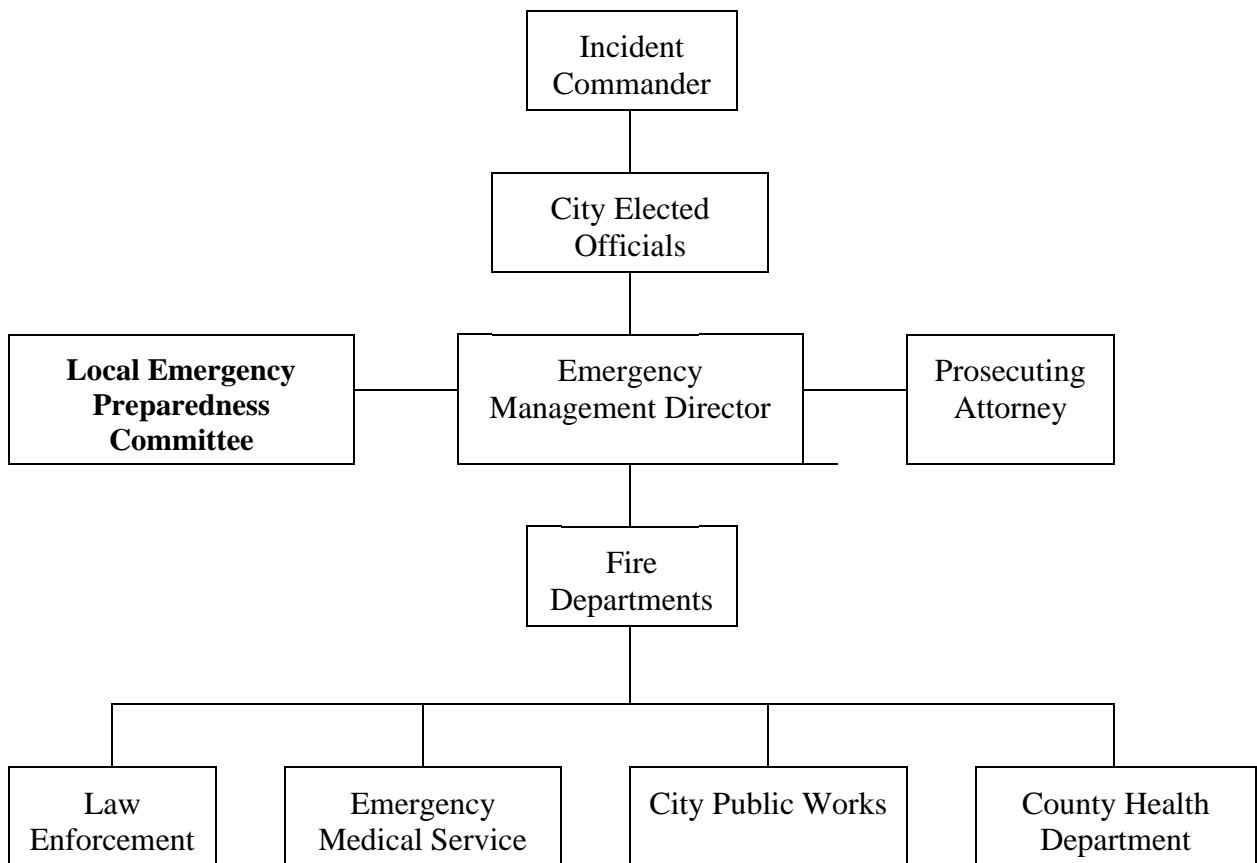 Incident
Commander
City Elected
Officials
Local Emergency
Preparedness
Committee
Emergency
Management Director
Prosecuting
Attorney
Fire
Departments
Law
Enforcement
Emergency
Medical Service
City Public Works
County Health
Department